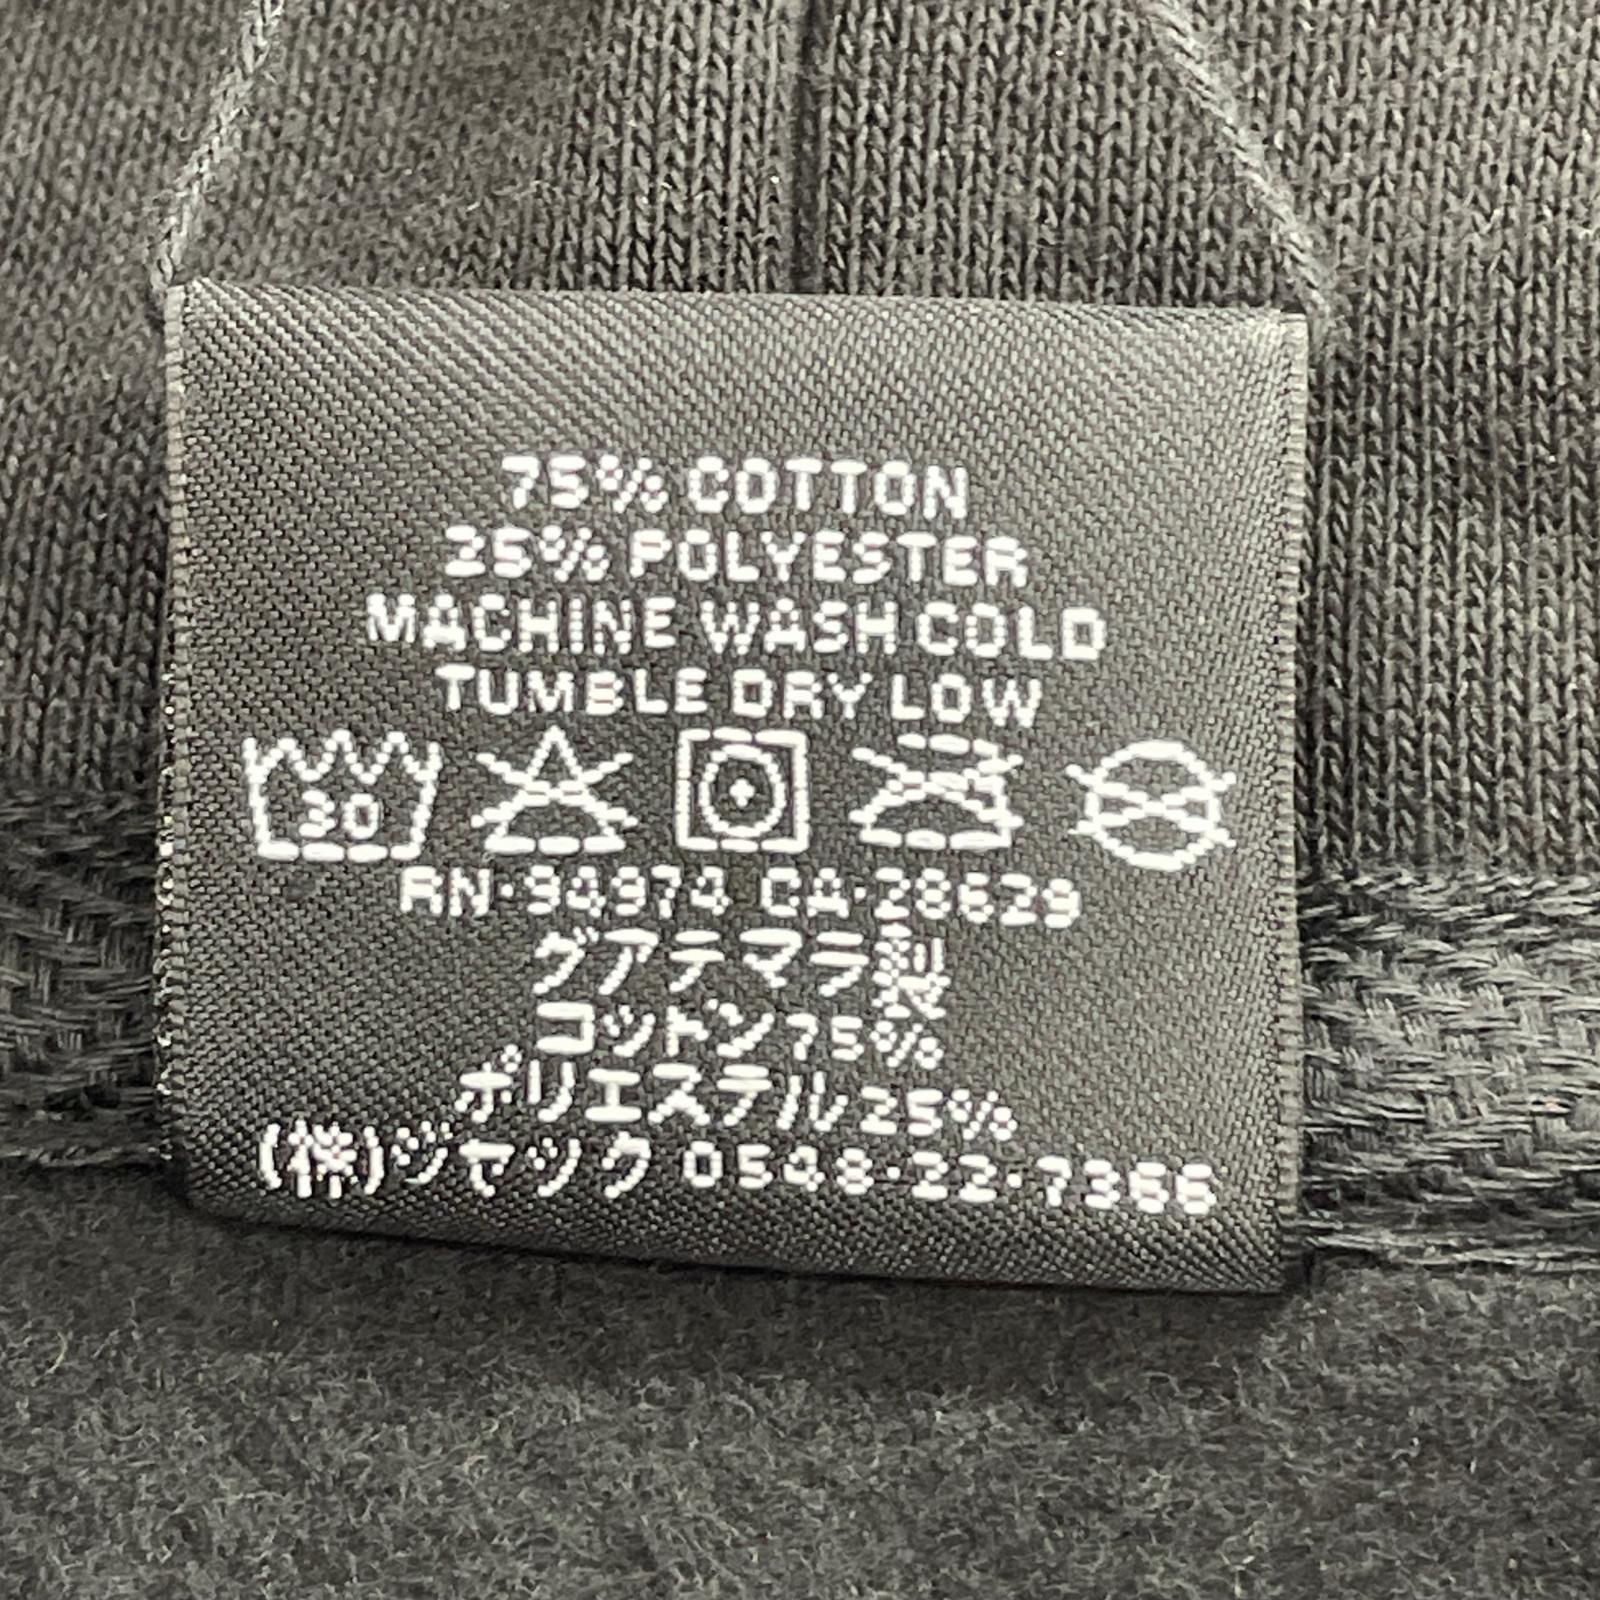 75% COTTON
25% POLYESTER
MACHINE WASH COLD
TUMBLE DRY LOW
30
RN·94974 CA·28629
グアテマラ製
コットン75%
ポリエステル25%
(株)ジャック 0548·22·7366